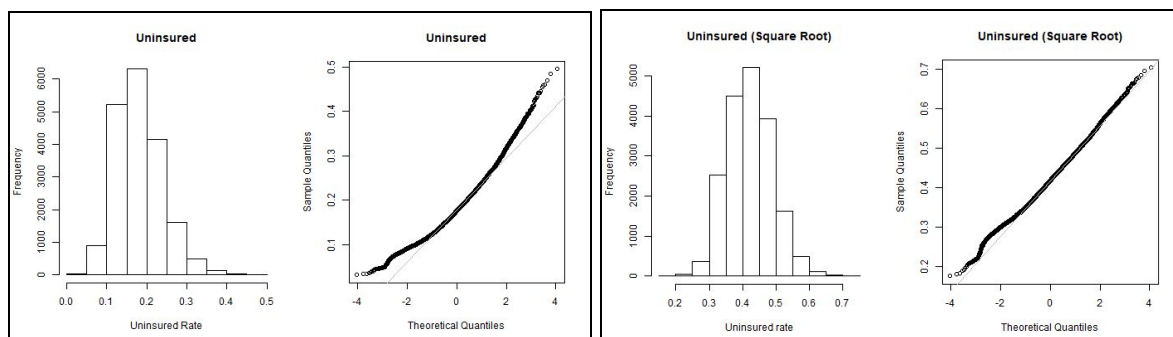 Uninsured
Frequency
6000
5000
4000
3000
2000
1000
0
0.0 0.1 0.2 0.3 0.4 0.5
Uninsured Rate
Uninsured
Sample Quantiles
0.5
0.4
0.3
0.2
0.1
-4 -2 0 2 4
Theoretical Quantiles
Uninsured (Square Root)
Frequency
5000
4000
3000
2000
1000
0
0.2 0.3 0.4 0.5 0.6 0.7
Uninsured rate
Uninsured (Square Root)
Sample Quantiles
0.7
0.6
0.5
0.4
0.3
0.2
-4 -2 0 2 4
Theoretical Quantiles